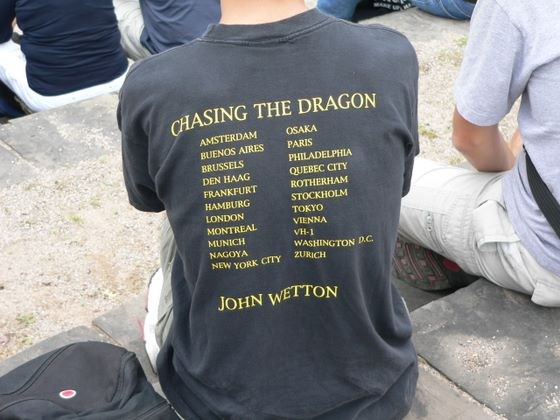 CHASING THE DRAGON
AMSTERDAM
BUENOS AIRES
BRUSSELS
DEN HAAG
FRANKFURT
HAMBURG
LONDON
MONTREAL
MUNICH
NAGOYA
NEW YORK CITY
OSAKA
PARIS
PHILADELPHIA
QUEBEC CITY
ROTHERHAM
STOCKHOLM
TOKYO
VIENNA
VH-1
WASHINGTON D.C.
ZURICH
JOHN WETTON